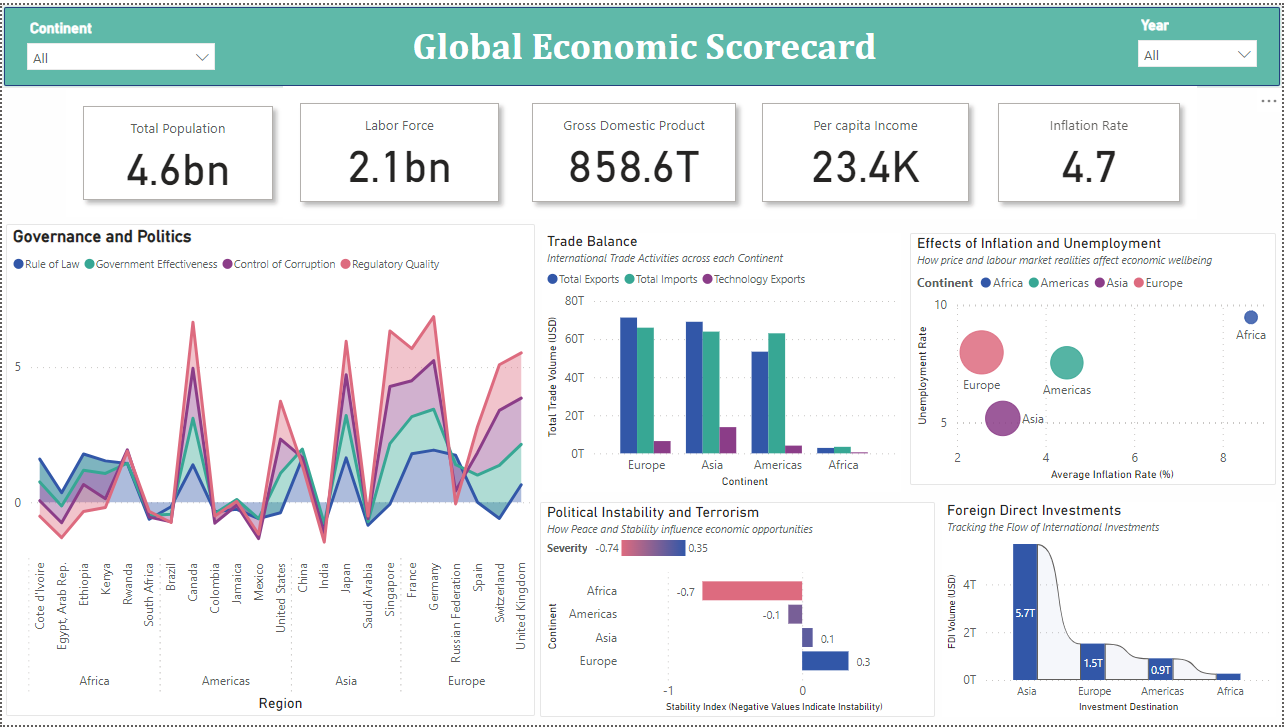 Continent
All
Global Economic Scorecard
Year
All
Total Population
4.6bn
Labor Force
2.1bn
Gross Domestic Product
858.6T
Per capita Income
23.4K
Inflation Rate
4.7
Governance and Politics
Rule of Law Government Effectiveness Control of Corruption Regulatory Quality
5
0
Cote d'Ivoire
Egypt, Arab Rep.
Ethiopia
Kenya
Rwanda
South Africa
Brazil
Canada
Colombia
Jamaica
Mexico
United States
China
India
Japan
Saudi Arabia
Singapore
France
Germany
Russian Federation
Spain
Switzerland
United Kingdom
Africa Americas Asia Europe
Region
Trade Balance
International Trade Activities across each Continent
Total Exports Total Imports Technology Exports
Total Trade Volume (USD)
80T
60T
40T
20T
0T
Europe Asia Americas Africa
Continent
Effects of Inflation and Unemployment
How price and labour market realities affect economic wellbeing
Continent Africa Americas Asia Europe
Unemployment Rate
10
5
Africa
Europe
Americas
Asia
2 4 6 8
Average Inflation Rate (%)
Political Instability and Terrorism
How Peace and Stability influence economic opportunities
Severity -0.74 0.35
Continent
Africa -0.7
Americas -0.1
Asia 0.1
Europe 0.3
-1 0
Stability Index (Negative Values Indicate Instability)
Foreign Direct Investments
Tracking the Flow of International Investments
FDI Volume (USD)
4T
2T
0T
5.7T
1.5T
0.9T
Asia Europe Americas Africa
Investment Destination